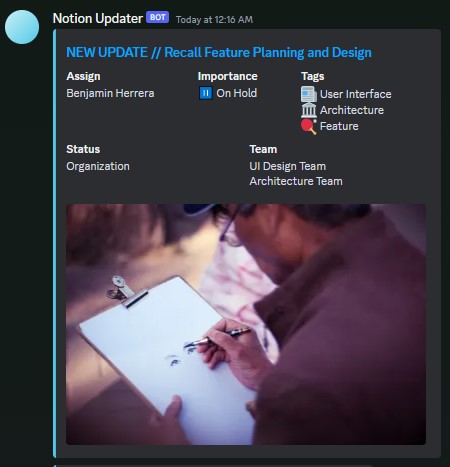 Notion Updater BOT Today at 12:16 AM
NEW UPDATE // Recall Feature Planning and Design
Assign Importance Tags
Benjamin Herrera On Hold User Interface
Architecture
Feature
Status Team
Organization UI Design Team
Architecture Team